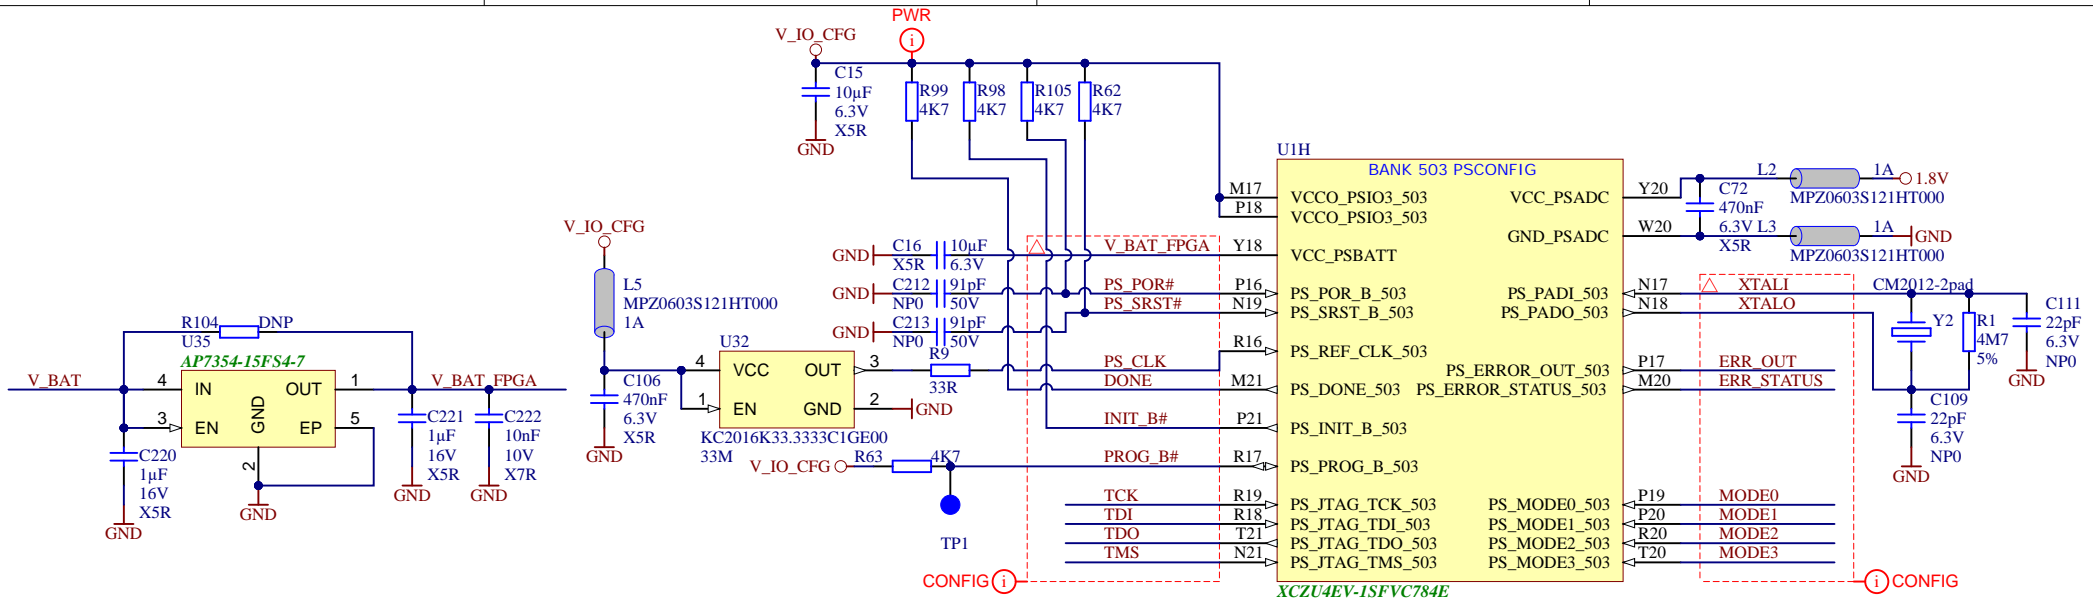 PWR
V_IO_CFG
C15
10µF
6.3V
X5R
GND
R99
4K7
R98
4K7
R105
4K7
R62
4K7
U1H
BANK 503 PSCONFIG
M17
VCCO_PSIO3_503
P18
VCCO_PSIO3_503
Y18
VCC_PSBATT
P16
PS_POR_B_503
N19
PS_SRST_B_503
R16
PS_REF_CLK_503
M21
PS_DONE_503
P21
PS_INIT_B_503
R17
PS_PROG_B_503
R19
PS_JTAG_TCK_503
R18
PS_JTAG_TDI_503
T21
PS_JTAG_TDO_503
N21
PS_JTAG_TMS_503
XCZU4EV-1SFVC784E
VCC_PSADC
Y20
GND_PSADC
W20
PS_PADI_503
N17
PS_PADO_503
N18
PS_ERROR_OUT_503
P17
PS_ERROR_STATUS_503
M20
PS_MODE0_503
P19
PS_MODE1_503
P20
PS_MODE2_503
R20
PS_MODE3_503
T20
C72
470nF
6.3V
X5R
L2
1A
1.8V
MPZ0603S121HT000
L3
1A
GND
MPZ0603S121HT000
XTALI
XTALO
CM2012-2pad
Y2
R1
4M7
5%
C111
22pF
6.3V
NP0
GND
C109
22pF
6.3V
NP0
GND
ERR_OUT
ERR_STATUS
MODE0
MODE1
MODE2
MODE3
i CONFIG
V_BAT_FPGA
PS_POR#
PS_SRST#
PS_CLK
DONE
INIT_B#
PROG_B#
TCK
TDI
TDO
TMS
CONFIG i
GND
C16
X5R
10µF
6.3V
GND
C212
NP0
91pF
50V
GND
C213
NP0
91pF
50V
R9
33R
V_IO_CFG
L5
MPZ0603S121HT000
1A
C106
470nF
6.3V
X5R
GND
U32
4
VCC
OUT
3
1
EN
GND
2
GND
KC2016K33.3333C1GE00
33M
V_IO_CFG
R63
4K7
TP1
R104
DNP
U35
AP7354-15FS4-7
V_BAT
4
IN
OUT
1
V_BAT_FPGA
3
EN
GND
EP
5
2
GND
C220
1µF
16V
X5R
GND
C221
1µF
16V
X5R
GND
C222
10nF
10V
X7R
GND